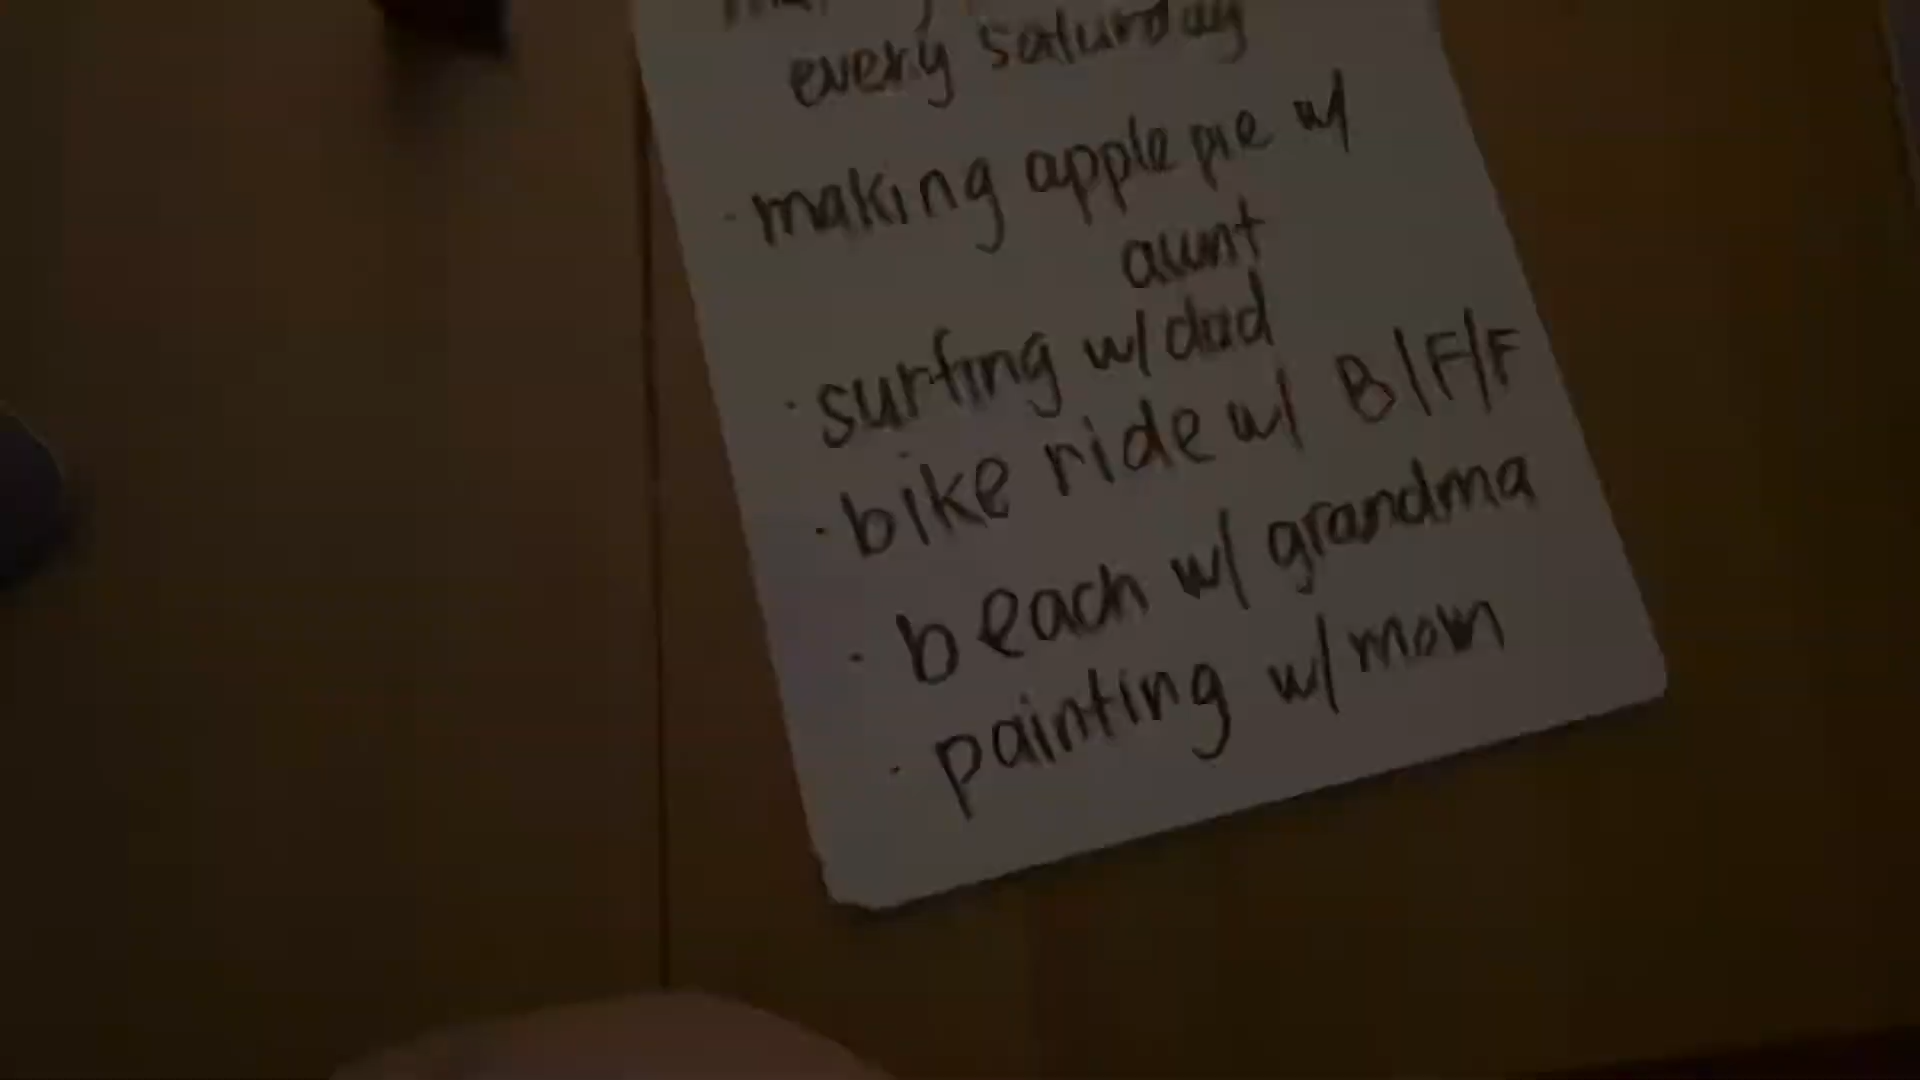 every saturday
· making apple pie w/
aunt
· surfing w/ dad
· bike ride w/ B/F/F
· beach w/ grandma
· painting w/ mom